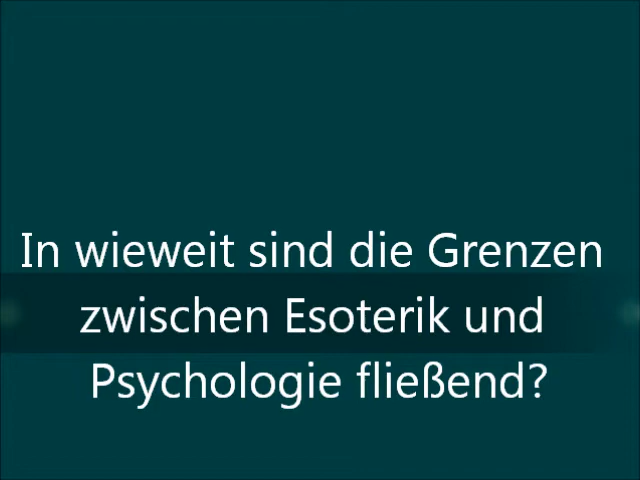 In wieweit sind die Grenzen
zwischen Esoterik und
Psychologie fließend?